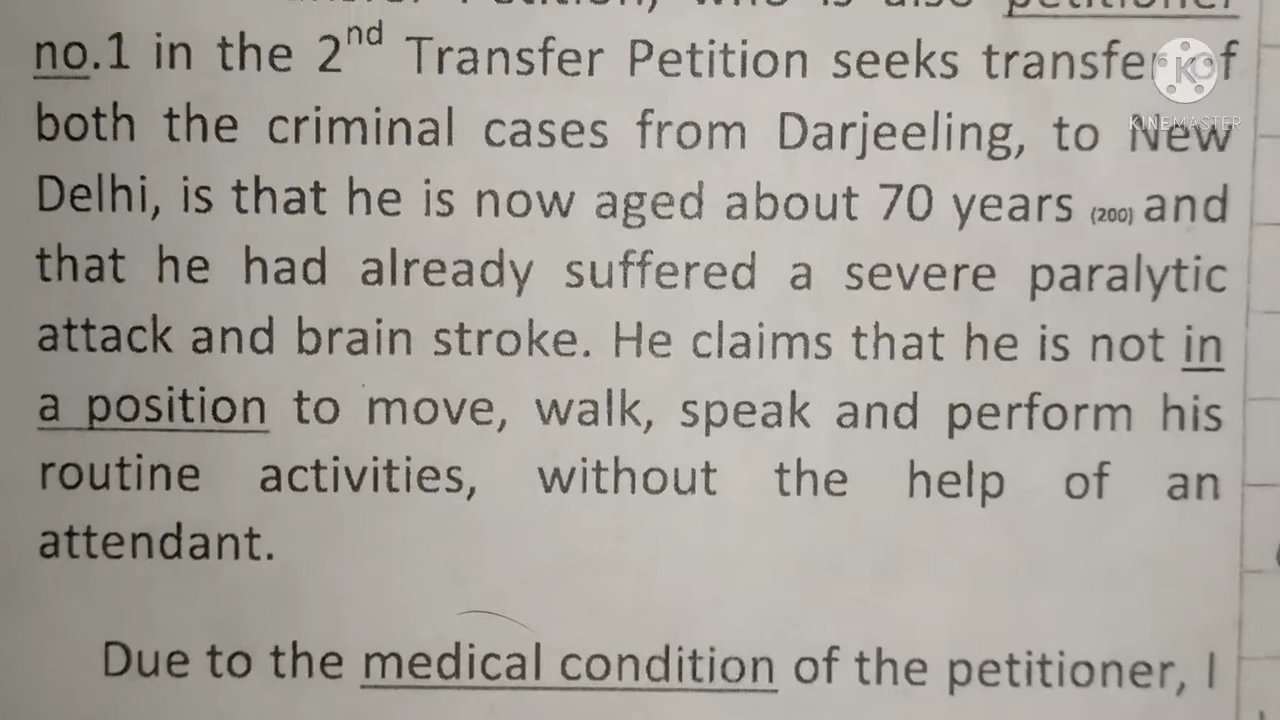 petitioner
no.1 in the 2nd Transfer Petition seeks transfer of
both the criminal cases from Darjeeling, to New
Delhi, is that he is now aged about 70 years (200) and
that he had already suffered a severe paralytic
attack and brain stroke. He claims that he is not in
a position to move, walk, speak and perform his
routine activities, without the help of an
attendant.
Due to the medical condition of the petitioner, I
K
KINEMASTER